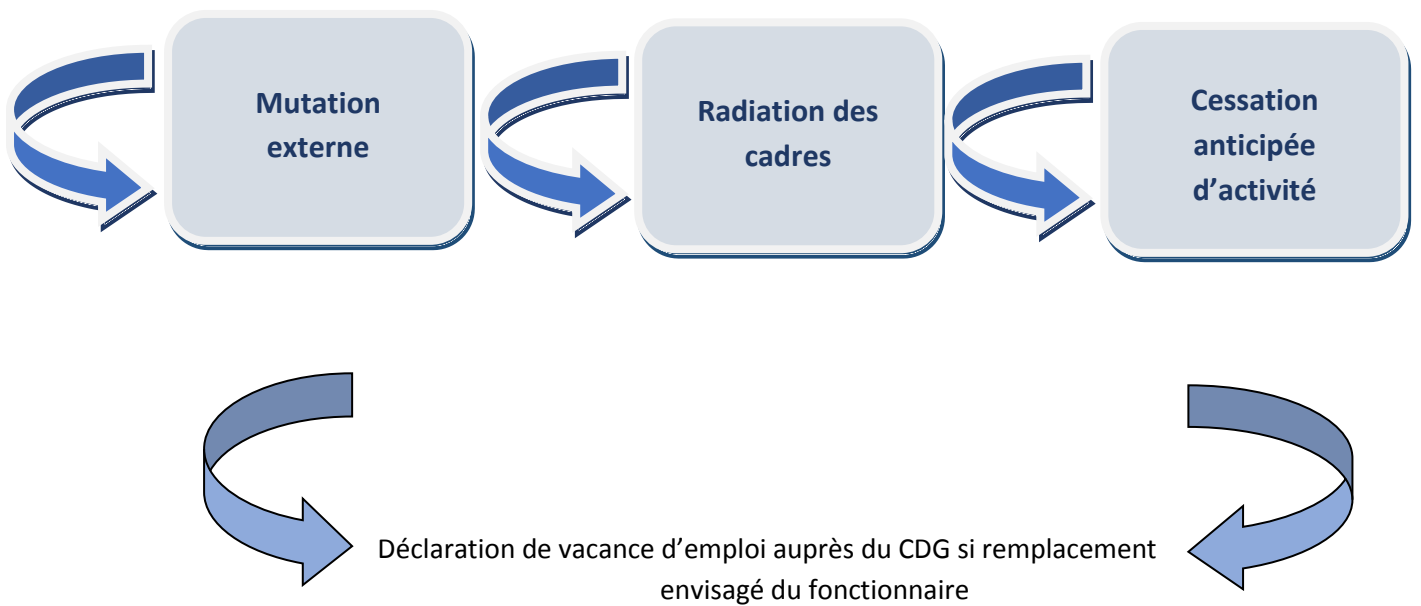 Mutation
externe
Radiation des
cadres
Cessation
anticipée
d’activité
Déclaration de vacance d’emploi auprès du CDG si remplacement
envisagé du fonctionnaire